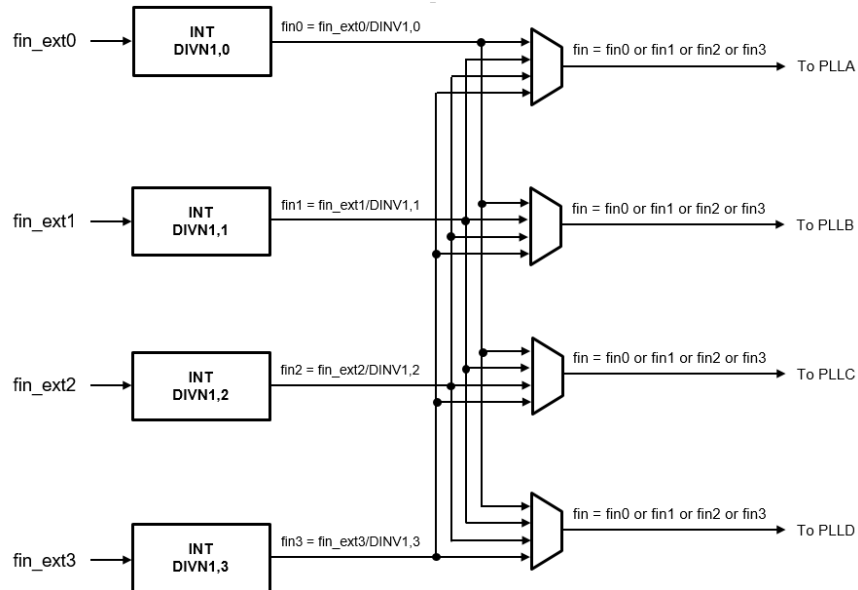 fin_ext0
INT
DIVN1,0
fin0 = fin_ext0/DINV1,0
fin = fin0 or fin1 or fin2 or fin3
To PLLA
fin_ext1
INT
DIVN1,1
fin1 = fin_ext1/DINV1,1
fin = fin0 or fin1 or fin2 or fin3
To PLLB
fin_ext2
INT
DIVN1,2
fin2 = fin_ext2/DINV1,2
fin = fin0 or fin1 or fin2 or fin3
To PLLC
fin_ext3
INT
DIVN1,3
fin3 = fin_ext3/DINV1,3
fin = fin0 or fin1 or fin2 or fin3
To PLLD